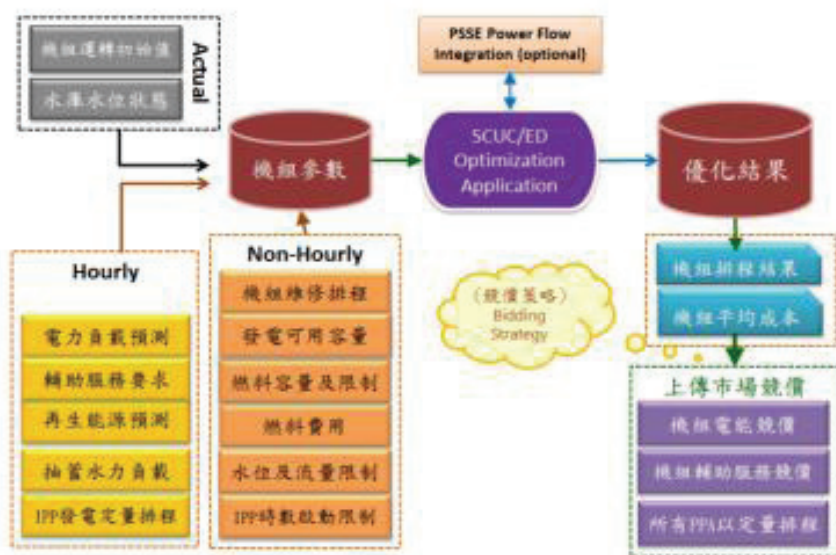 機組運轉初始值
水庫水位狀態
Actual
PSSE Power Flow
Integration (optional)
機組參數
SCUC/ED
Optimization
Application
優化結果
Hourly
電力負載預測
輔助服務要求
再生能源預測
抽蓄水力負載
IPP發電定量排程
Non-Hourly
機組維修排程
發電可用容量
燃料容量及限制
燃料費用
水位及流量限制
IPP時數啟動限制
(競價策略)
Bidding
Strategy
機組排程結果
機組平均成本
上傳市場競價
機組電能競價
機組輔助服務競價
所有PPA以定量排程